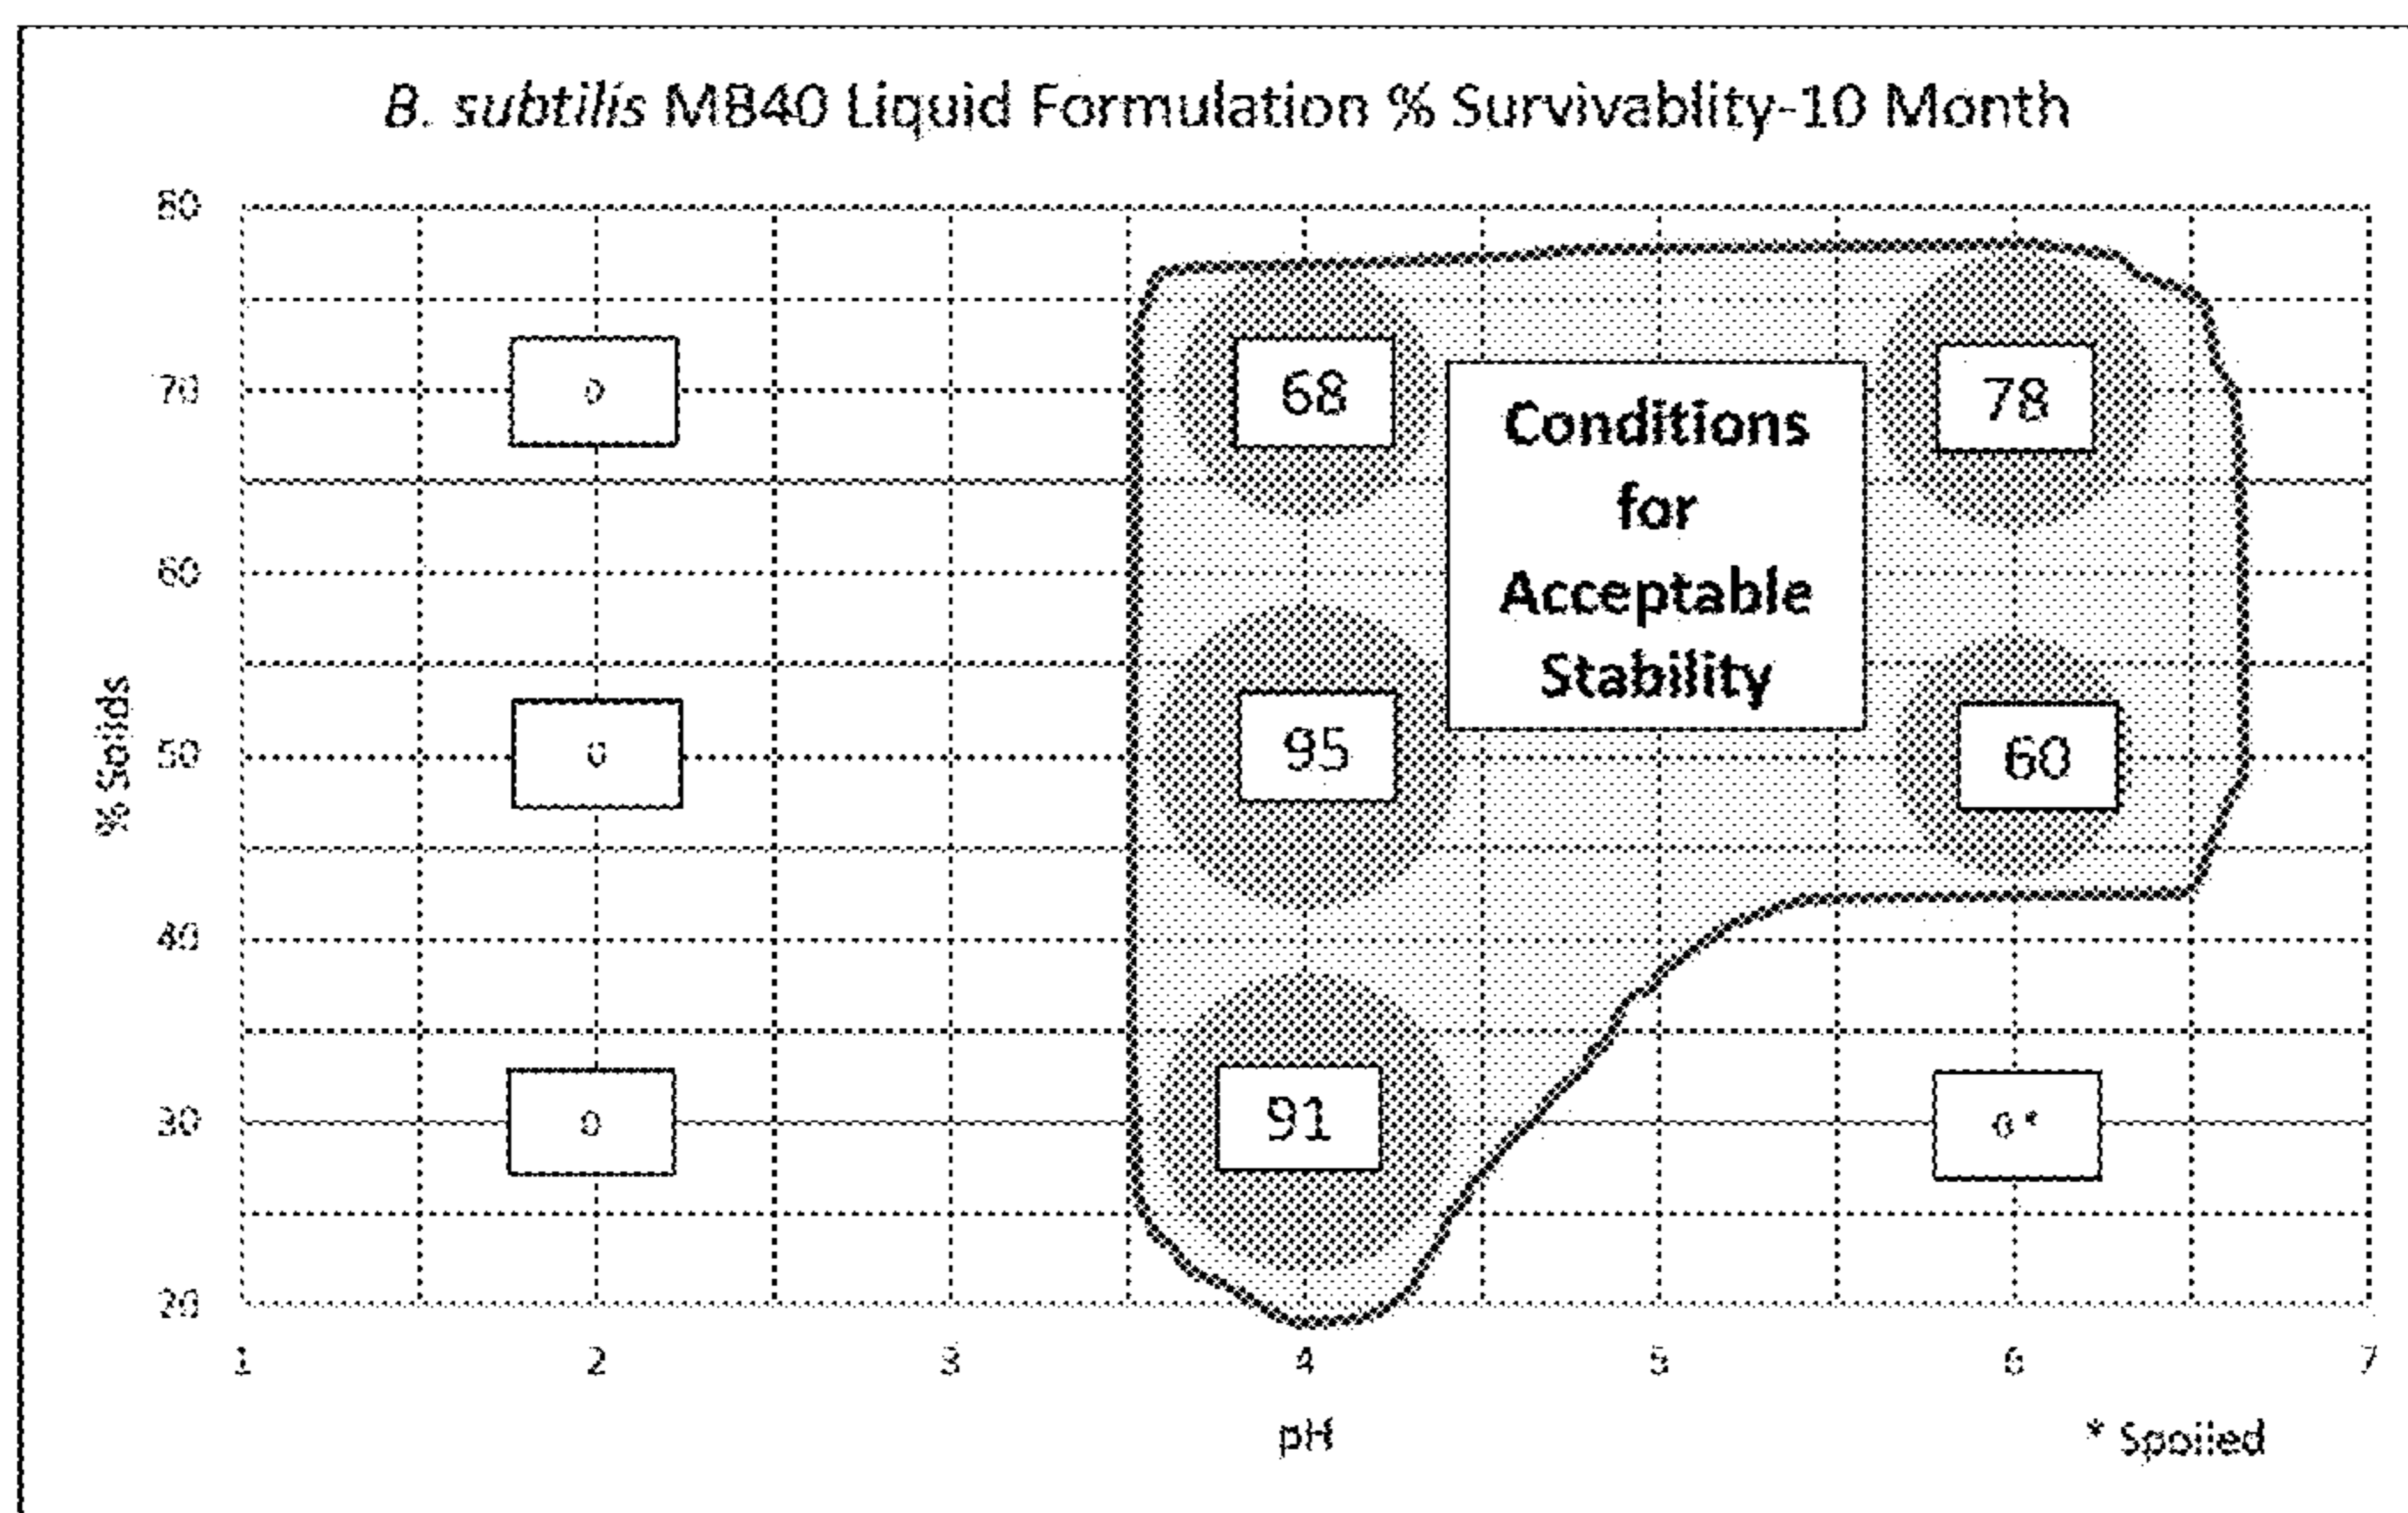 B. subtilis MB40 Liquid Formulation % Survivablity-10 Month
80
70
60
50
40
30
20
% Solids
0
68
78
Conditions
for
Acceptable
Stability
0
95
60
0
91
0 *
1
2
3
4
5
6
7
pH
* Spoiled